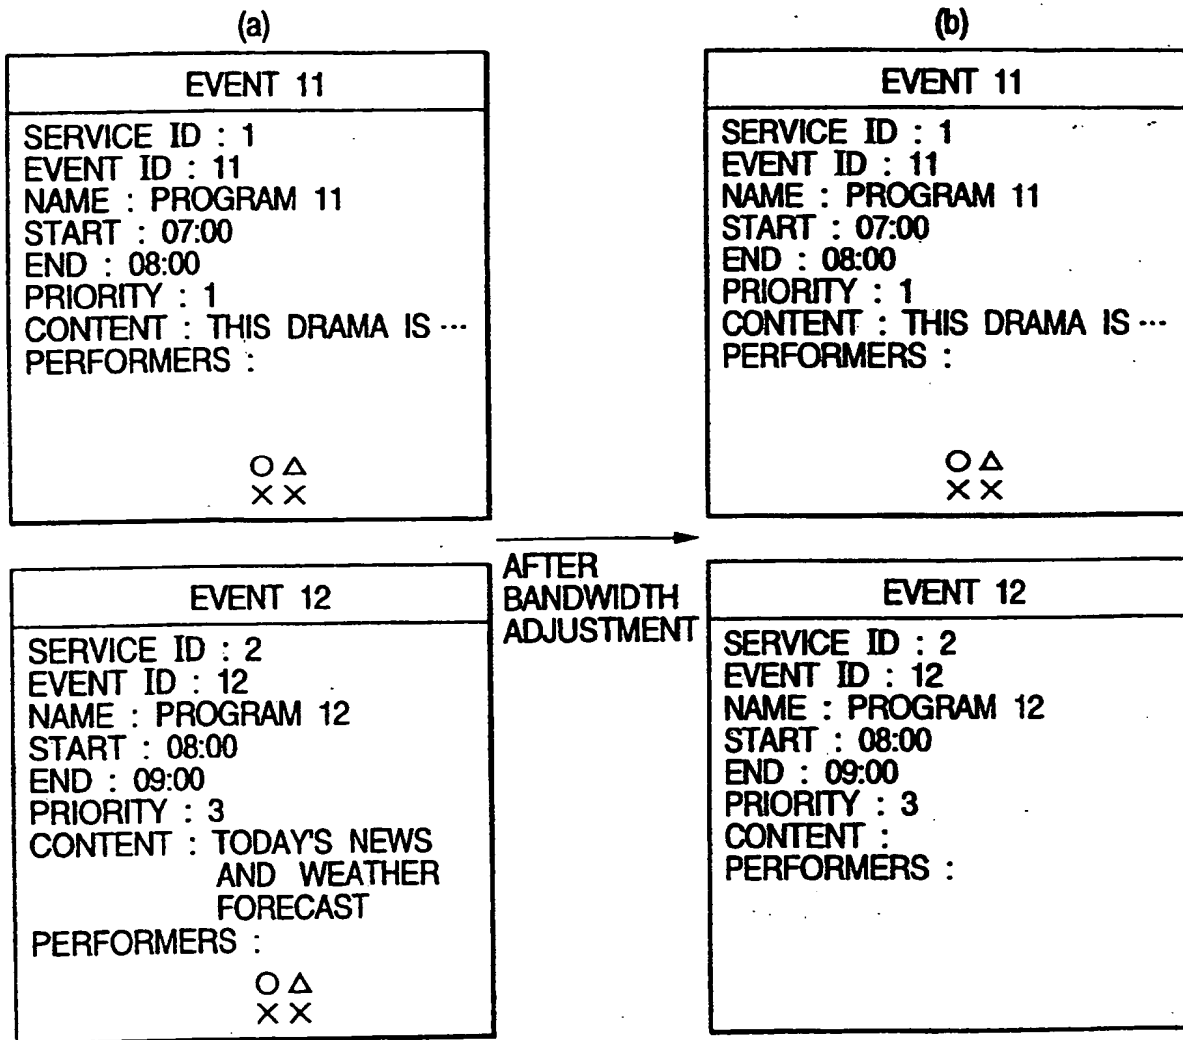 (a)
EVENT 11
SERVICE ID : 1
EVENT ID : 11
NAME : PROGRAM 11
START : 07:00
END : 08:00
PRIORITY : 1
CONTENT : THIS DRAMA IS ···
PERFORMERS :
○△
××
EVENT 12
SERVICE ID : 2
EVENT ID : 12
NAME : PROGRAM 12
START : 08:00
END : 09:00
PRIORITY : 3
CONTENT : TODAY'S NEWS
AND WEATHER
FORECAST
PERFORMERS :
○△
××
AFTER
BANDWIDTH
ADJUSTMENT
(b)
EVENT 11
SERVICE ID : 1
EVENT ID : 11
NAME : PROGRAM 11
START : 07:00
END : 08:00
PRIORITY : 1
CONTENT : THIS DRAMA IS ···
PERFORMERS :
○△
××
EVENT 12
SERVICE ID : 2
EVENT ID : 12
NAME : PROGRAM 12
START : 08:00
END : 09:00
PRIORITY : 3
CONTENT :
PERFORMERS :